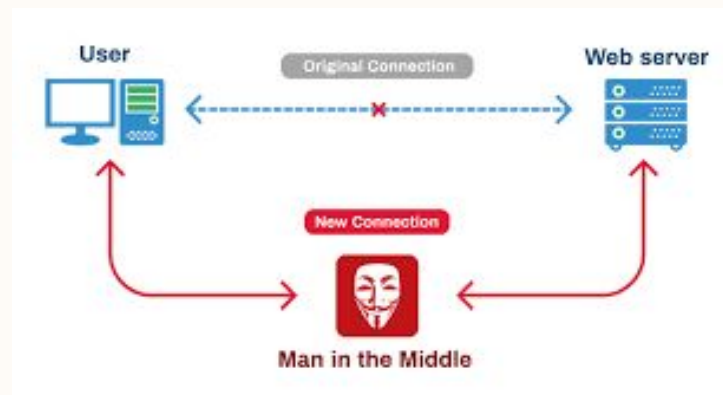 User
Original Connection
Web server
New Connection
Man in the Middle